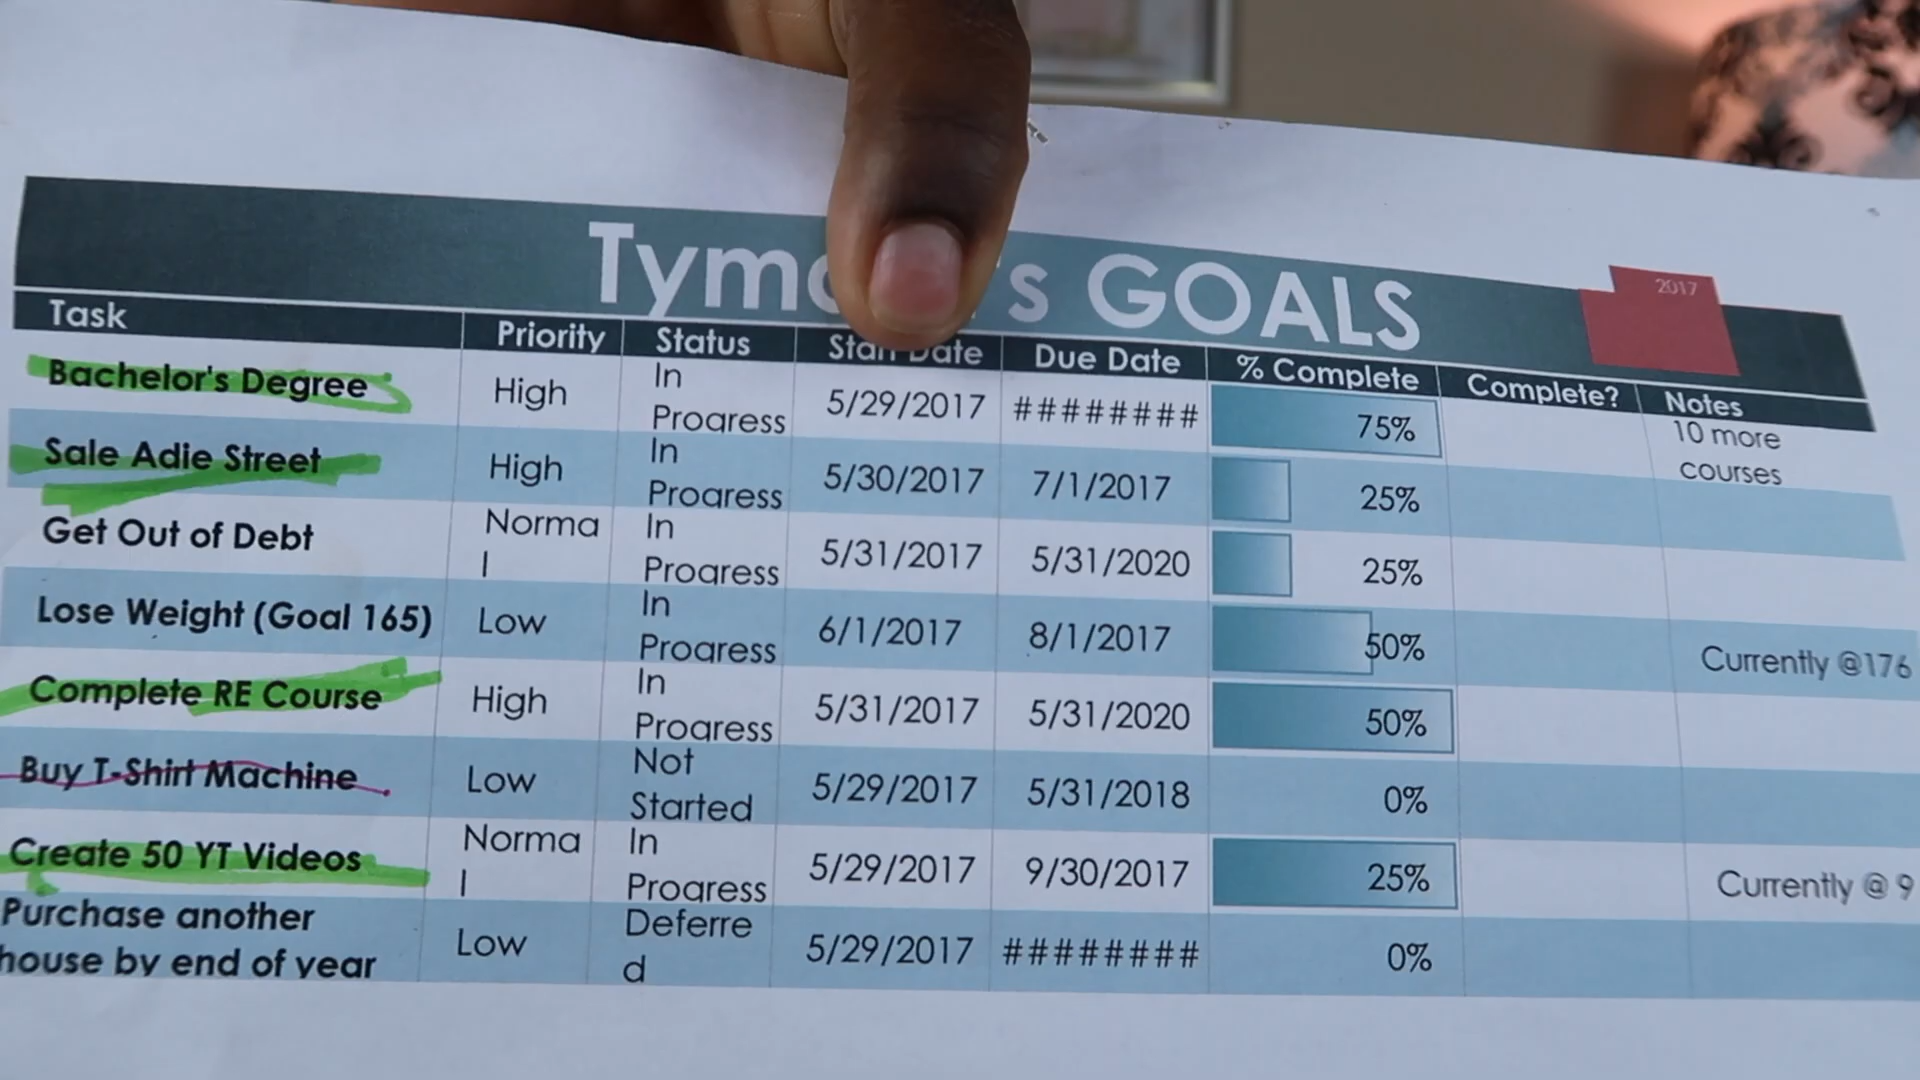 's GOALS
2017
Task Priority Status Start Date Due Date % Complete Complete? Notes
Bachelor's Degree High In Progress 5/29/2017 ######## 75% 10 more courses
Sale Adie Street High In Progress 5/30/2017 7/1/2017 25%
Get Out of Debt Normal In Progress 5/31/2017 5/31/2020 25%
Lose Weight (Goal 165) Low In Progress 6/1/2017 8/1/2017 50% Currently @176
Complete RE Course High In Progress 5/31/2017 5/31/2020 50%
Buy T-Shirt Machine Low Not Started 5/29/2017 5/31/2018 0%
Create 50 YT Videos Normal In Progress 5/29/2017 9/30/2017 25% Currently @ 9
Purchase another house by end of year Low Deferred 5/29/2017 ######## 0%